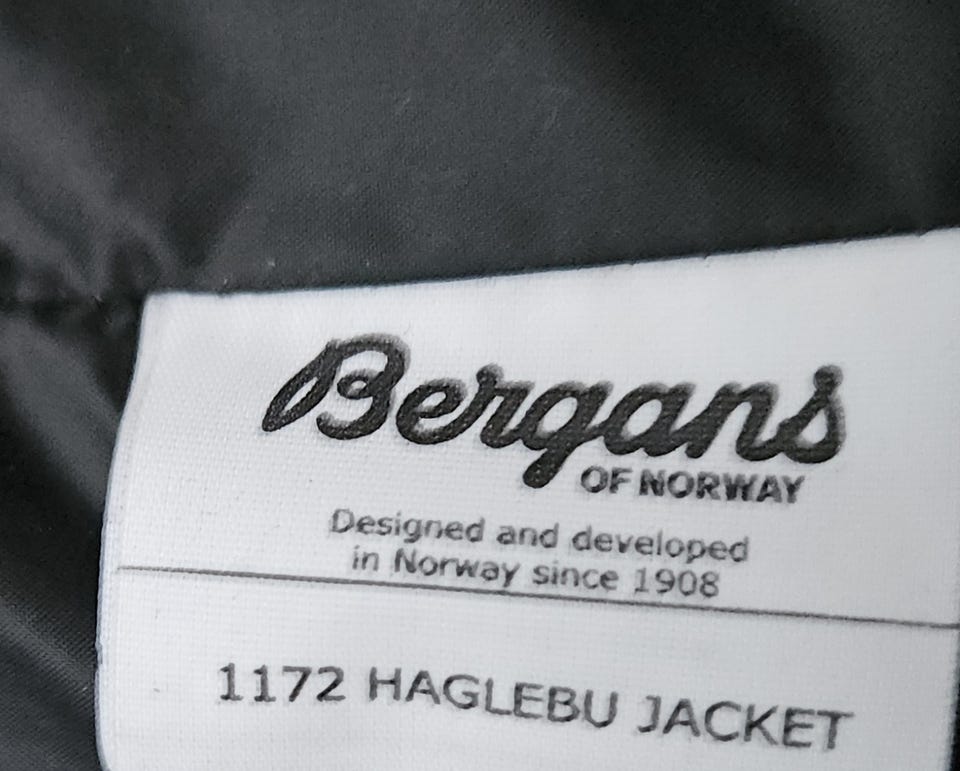 Bergans
OF NORWAY
Designed and developed
in Norway since 1908
1172 HAGLEBU JACKET